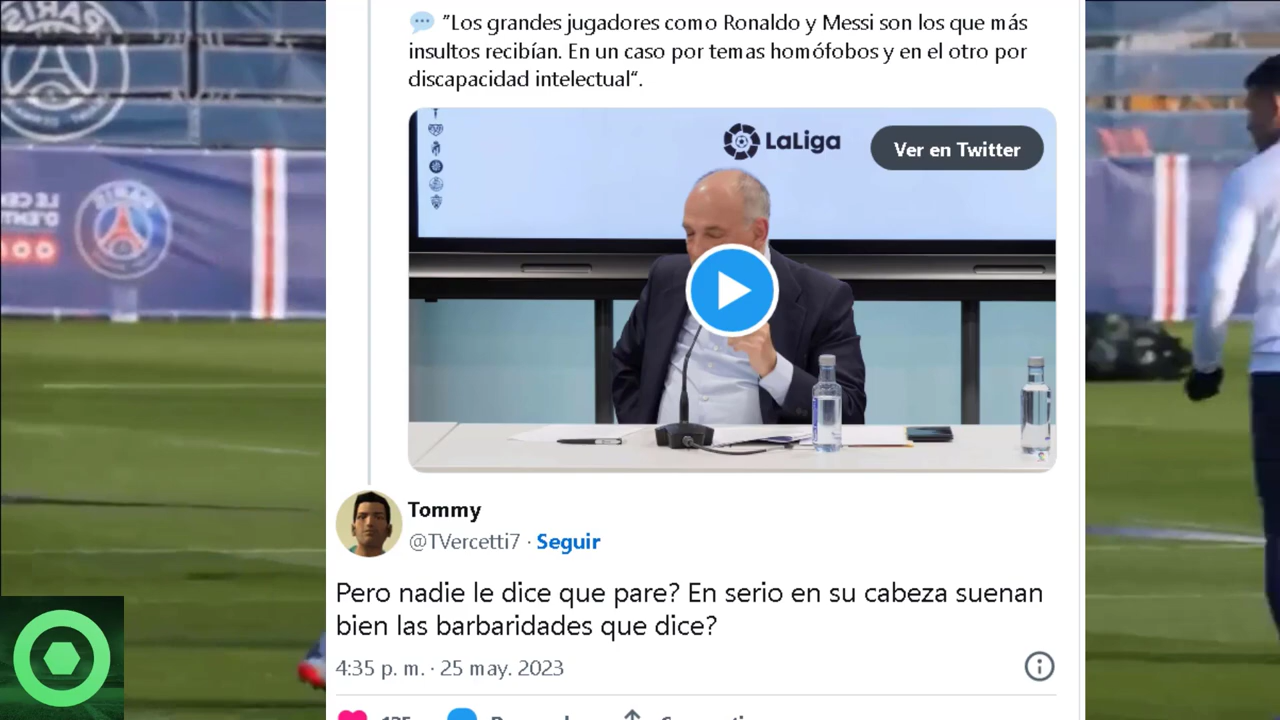 💬 ”Los grandes jugadores como Ronaldo y Messi son los que más
insultos recibían. En un caso por temas homófobos y en el otro por
discapacidad intelectual“.
LaLiga
Ver en Twitter
PARIS
PARIS
Tommy
@TVercetti7 · Seguir
Pero nadie le dice que pare? En serio en su cabeza suenan
bien las barbaridades que dice?
4:35 p. m. · 25 may. 2023